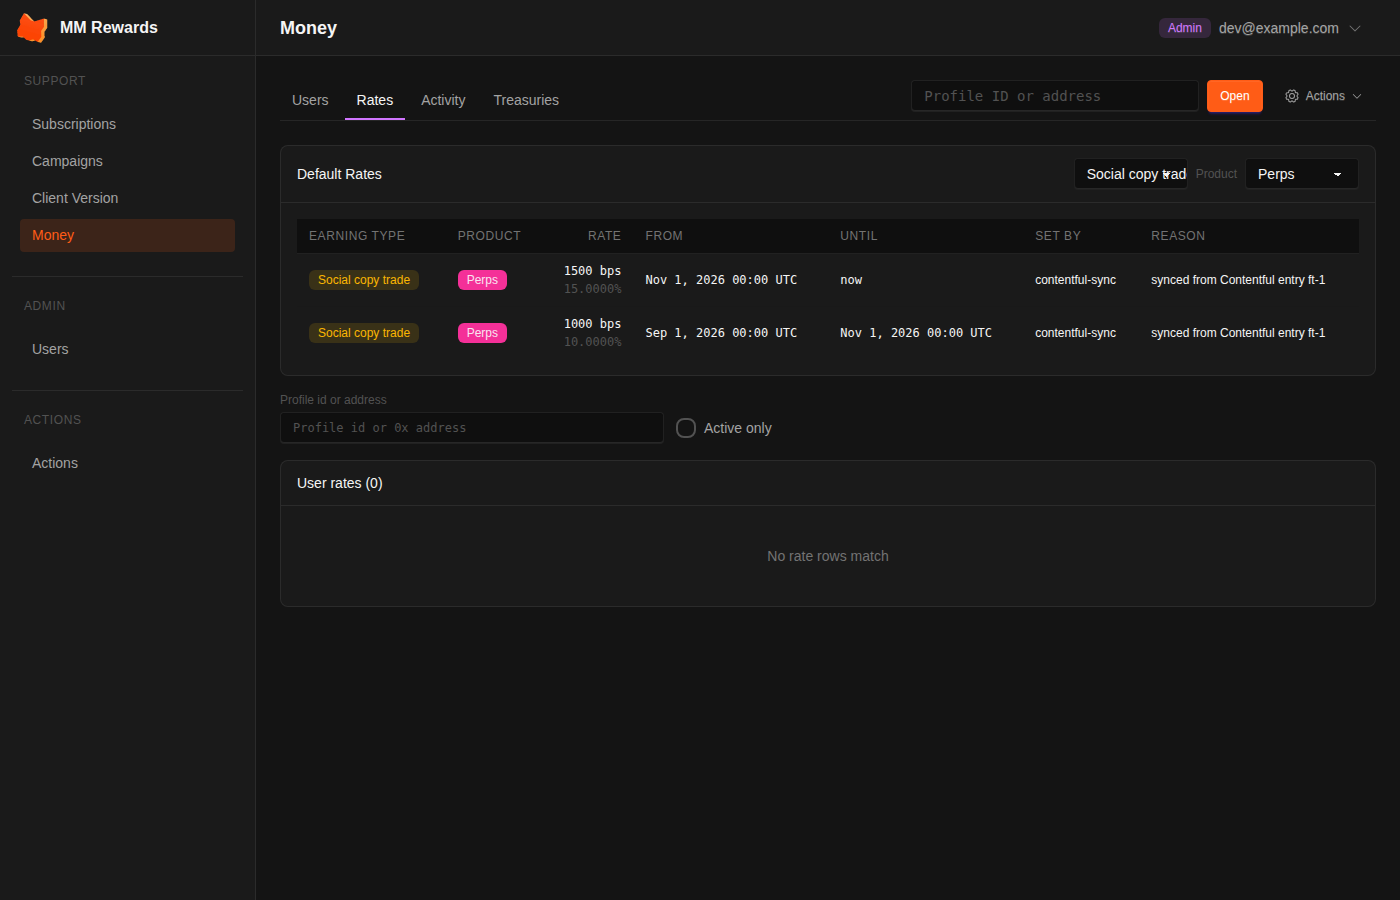 MM Rewards
Money
Admin dev@example.com
SUPPORT
Subscriptions
Campaigns
Client Version
Money
ADMIN
Users
ACTIONS
Actions
Users Rates Activity Treasuries
Profile ID or address
Open
Actions
Default Rates
Social copy trad
Product
Perps
EARNING TYPE PRODUCT RATE FROM UNTIL SET BY REASON
Social copy trade Perps 1500 bps Nov 1, 2026 00:00 UTC now contentful-sync synced from Contentful entry ft-1
15.0000%
Social copy trade Perps 1000 bps Sep 1, 2026 00:00 UTC Nov 1, 2026 00:00 UTC contentful-sync synced from Contentful entry ft-1
10.0000%
Profile id or address
Profile id or 0x address
Active only
User rates (0)
No rate rows match